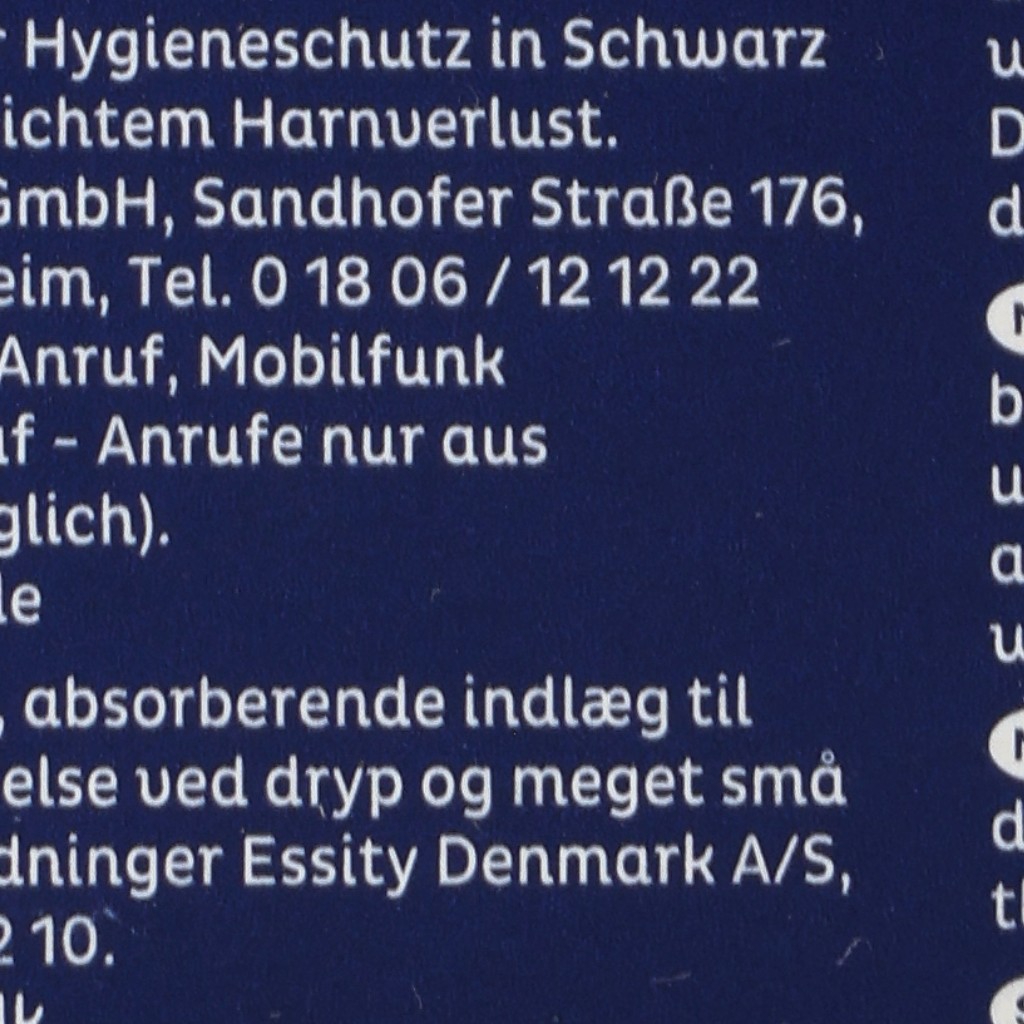 Hygieneschutz in Schwarz
ichtem Harnverlust.
GmbH, Sandhofer Straße 176,
eim, Tel. 0 18 06 / 12 12 22
Anruf, Mobilfunk
uf - Anrufe nur aus
glich).
le
, absorberende indlæg til
else ved dryp og meget små
dninger Essity Denmark A/S,
2 10.
w
D
d
b
u
a
w
d